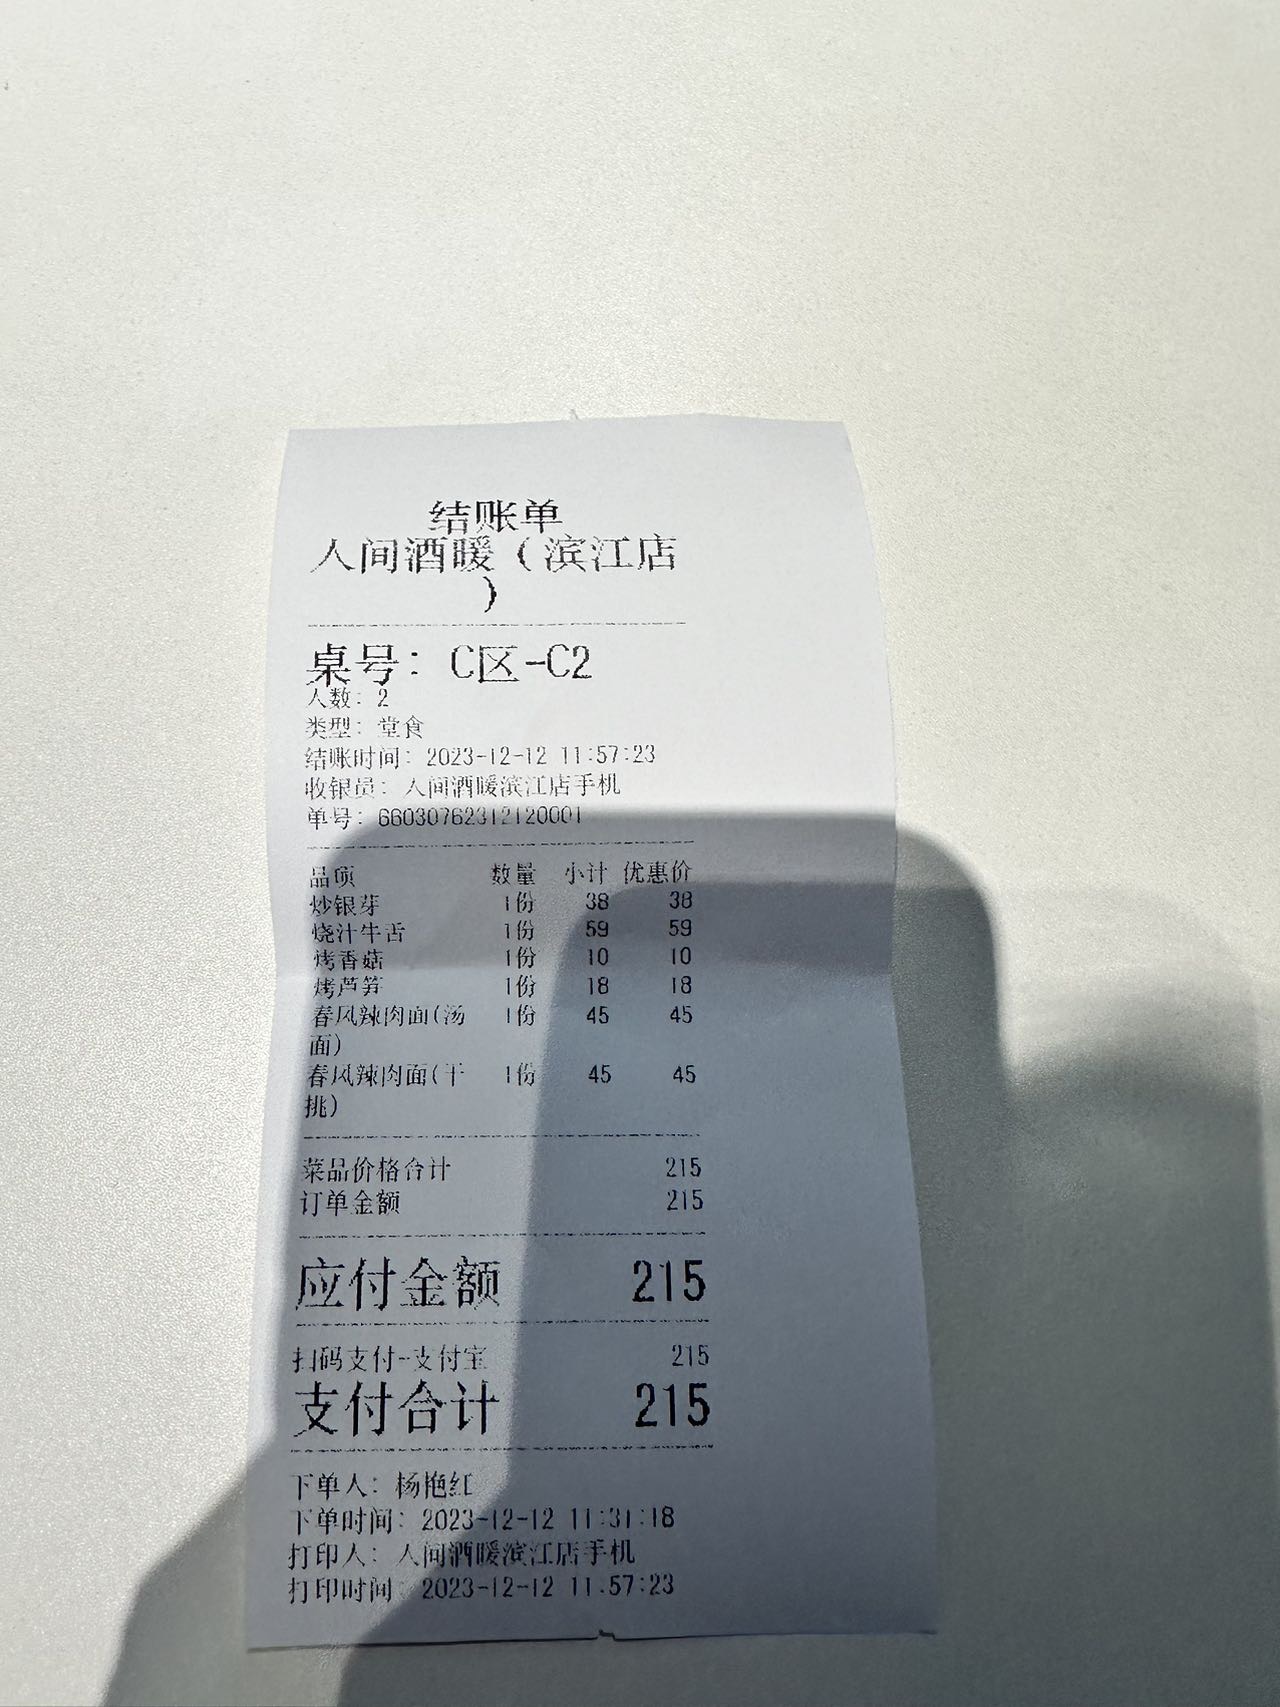 结账单
人间酒暖（滨江店
）
桌号：C区-C2
人数：2
类型：堂食
结账时间：2023-12-12 11:57:23
收银员：人间酒暖滨江店手机
单号：66030762312120001
品项 数量 小计 优惠价
炒银芽 1份 38 38
烧汁牛舌 1份 59 59
烤香菇 1份 10 10
烤芦笋 1份 18 18
春风辣肉面(汤 1份 45 45
面)
春风辣肉面(干 1份 45 45
挑)
菜品价格合计 215
订单金额 215
应付金额 215
扫码支付-支付宝 215
支付合计 215
下单人：杨艳红
下单时间：2023-12-12 11:31:18
打印人：人间酒暖滨江店手机
打印时间：2023-12-12 11:57:23